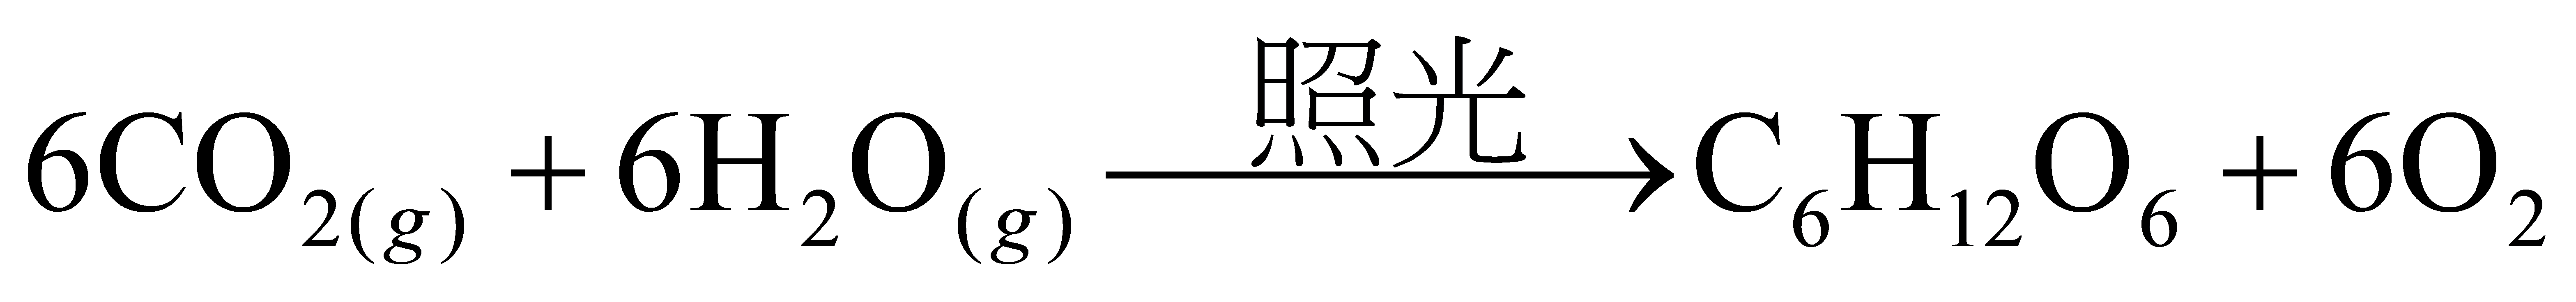 6CO₂₍g₎ + 6H₂O₍g₎ —照光→ C₆H₁₂O₆ + 6O₂